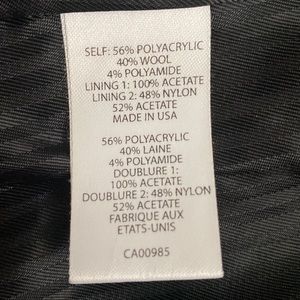 SELF: 56% POLYACRYLIC
40% WOOL
4% POLYAMIDE
LINING 1: 100% ACETATE
LINING 2: 48% NYLON
52% ACETATE
MADE IN USA
56% POLYACRYLIC
40% LAINE
4% POLYAMIDE
DOUBLURE 1:
100% ACETATE
DOUBLURE 2: 48% NYLON
52% ACETATE
FABRIQUE AUX
ETATS-UNIS
CA00985